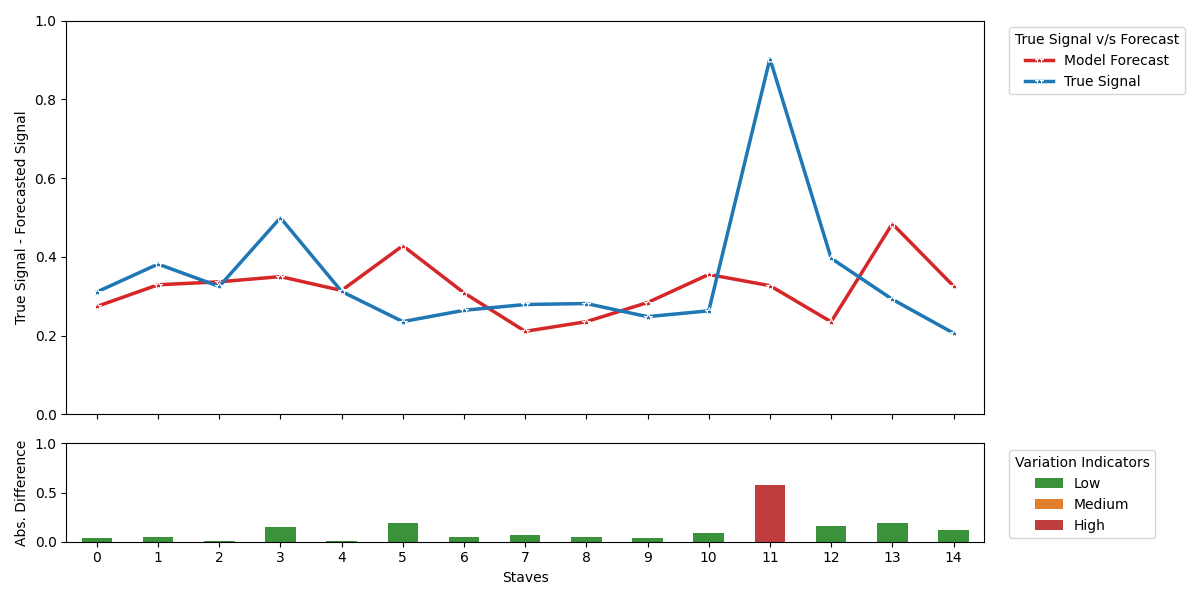 True Signal - Forecasted Signal
1.0
0.8
0.6
0.4
0.2
0.0
True Signal v/s Forecast
Model Forecast
True Signal
Abs. Difference
1.0
0.5
0.0
0 1 2 3 4 5 6 7 8 9 10 11 12 13 14
Staves
Variation Indicators
Low
Medium
High